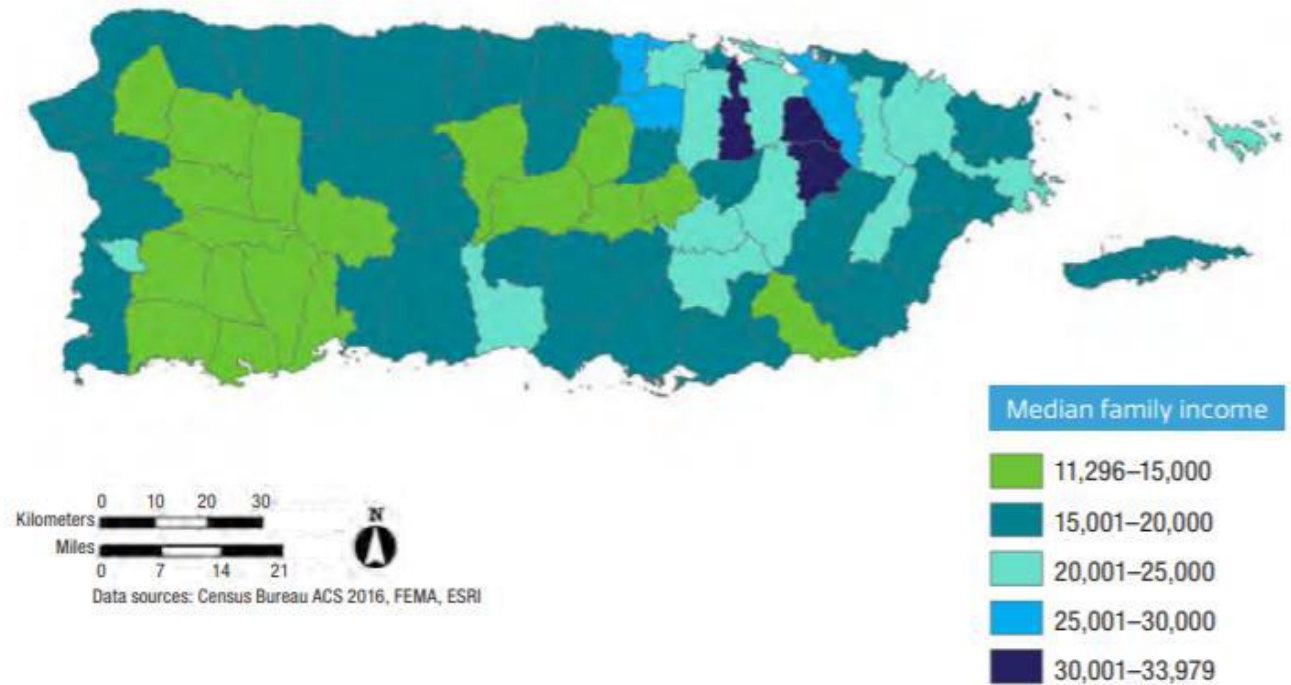 Median family income
11,296–15,000
15,001–20,000
20,001–25,000
25,001–30,000
30,001–33,979
0 10 20 30
Kilometers
Miles
0 7 14 21
N
Data sources: Census Bureau ACS 2016, FEMA, ESRI